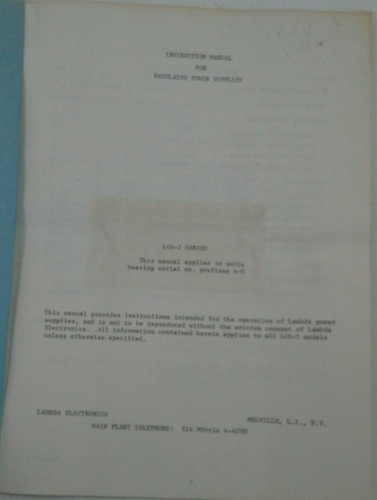 INSTRUCTION MANUAL
FOR
REGULATED POWER SUPPLIES
LCS-2 SERIES
This manual applies to units
bearing serial no. prefixes A-G
This manual provides instructions intended for the operation of Lambda power
supplies, and is not to be reproduced without the written consent of Lambda
Electronics. All information contained herein applies to all LCS-2 models
unless otherwise specified.
LAMBDA ELECTRONICS
MELVILLE, L.I., N.Y.
MAIN PLANT TELEPHONE: 516 MYrtle 4-4200